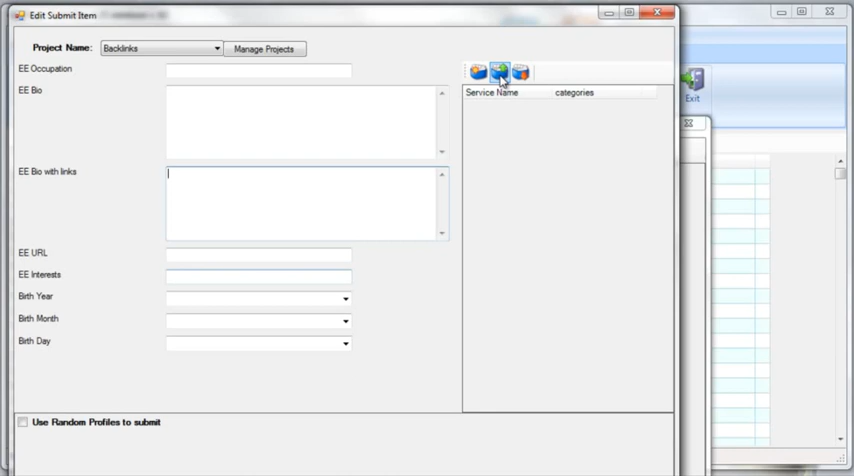 Edit Submit Item
Project Name: Backlinks Manage Projects
EE Occupation
EE Bio
EE Bio with links
EE URL
EE Interests
Birth Year
Birth Month
Birth Day
Service Name categories
Exit
Use Random Profiles to submit